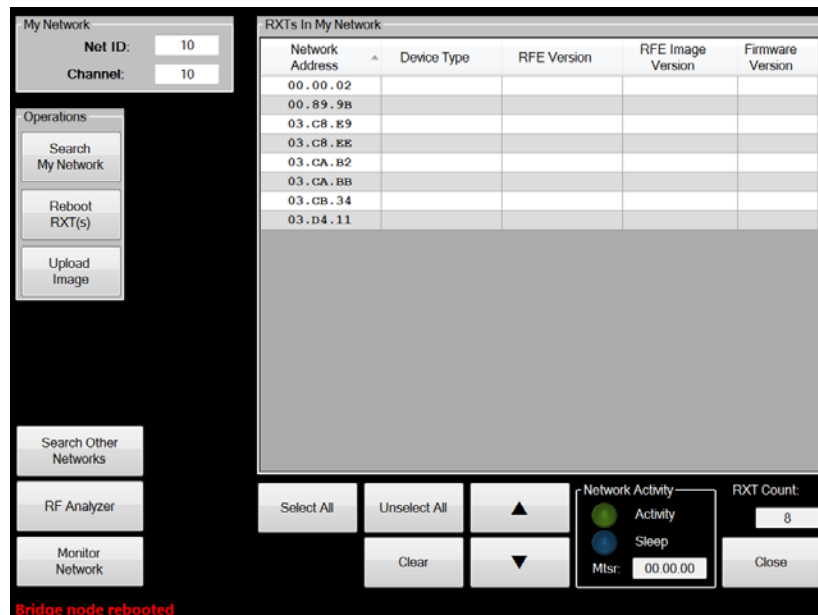 My Network
Net ID: 10
Channel: 10
Operations
Search
My Network
Reboot
RXT(s)
Upload
Image
Search Other
Networks
RF Analyzer
Monitor
Network
Bridge node rebooted
RXTs In My Network
Network Address Device Type RFE Version RFE Image Version Firmware Version
00.00.02
00.89.9B
03.C8.E9
03.C8.EE
03.CA.B2
03.CA.BB
03.CB.34
03.D4.11
Select All
Unselect All
▲
Clear
▼
Network Activity
Activity
Sleep
Mtsr: 00.00.00
RXT Count:
8
Close